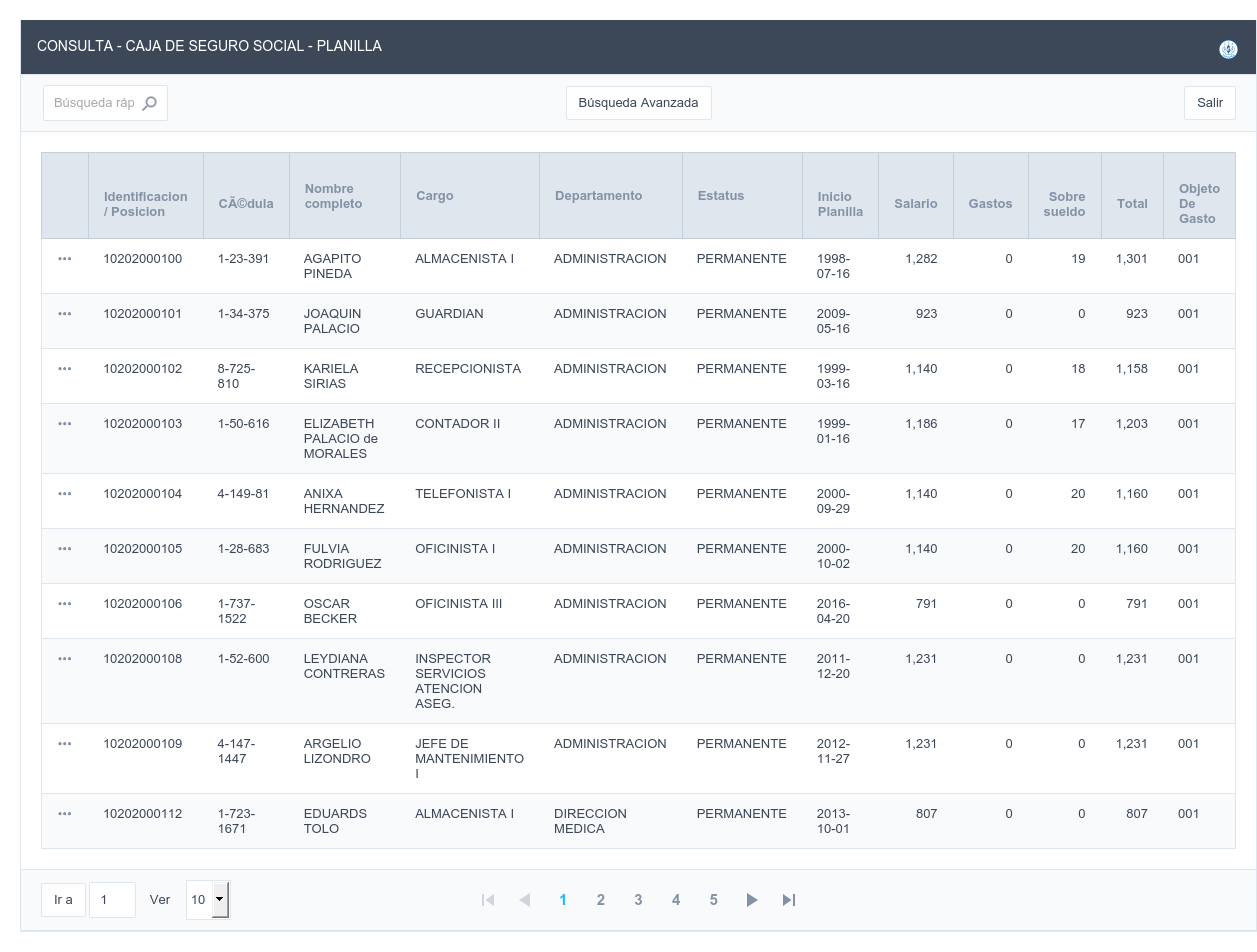 CONSULTA - CAJA DE SEGURO SOCIAL - PLANILLA
Búsqueda ráp
Búsqueda Avanzada
Salir
Identificacion / Posicion
CÃ©dula
Nombre completo
Cargo
Departamento
Estatus
Inicio Planilla
Salario
Gastos
Sobre sueldo
Total
Objeto De Gasto
10202000100 1-23-391 AGAPITO PINEDA ALMACENISTA I ADMINISTRACION PERMANENTE 1998-07-16 1,282 0 19 1,301 001
10202000101 1-34-375 JOAQUIN PALACIO GUARDIAN ADMINISTRACION PERMANENTE 2009-05-16 923 0 0 923 001
10202000102 8-725-810 KARIELA SIRIAS RECEPCIONISTA ADMINISTRACION PERMANENTE 1999-03-16 1,140 0 18 1,158 001
10202000103 1-50-616 ELIZABETH PALACIO de MORALES CONTADOR II ADMINISTRACION PERMANENTE 1999-01-16 1,186 0 17 1,203 001
10202000104 4-149-81 ANIXA HERNANDEZ TELEFONISTA I ADMINISTRACION PERMANENTE 2000-09-29 1,140 0 20 1,160 001
10202000105 1-28-683 FULVIA RODRIGUEZ OFICINISTA I ADMINISTRACION PERMANENTE 2000-10-02 1,140 0 20 1,160 001
10202000106 1-737-1522 OSCAR BECKER OFICINISTA III ADMINISTRACION PERMANENTE 2016-04-20 791 0 0 791 001
10202000108 1-52-600 LEYDIANA CONTRERAS INSPECTOR SERVICIOS ATENCION ASEG. ADMINISTRACION PERMANENTE 2011-12-20 1,231 0 0 1,231 001
10202000109 4-147-1447 ARGELIO LIZONDRO JEFE DE MANTENIMIENTO I ADMINISTRACION PERMANENTE 2012-11-27 1,231 0 0 1,231 001
10202000112 1-723-1671 EDUARDS TOLO ALMACENISTA I DIRECCION MEDICA PERMANENTE 2013-10-01 807 0 0 807 001
Ir a 1 Ver 10 1 2 3 4 5